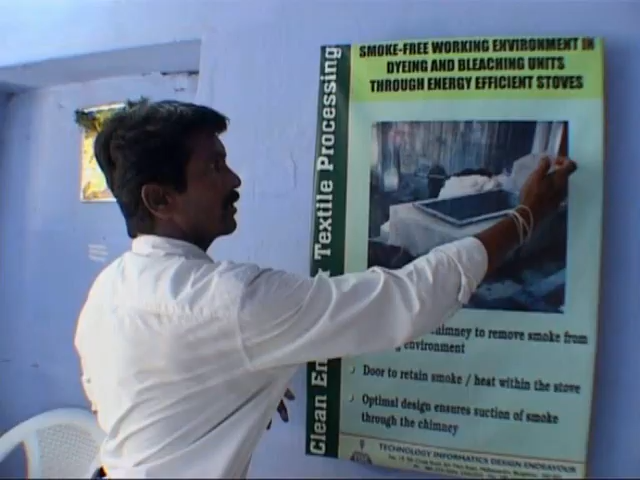 SMOKE-FREE WORKING ENVIRONMENT IN
DYEING AND BLEACHING UNITS
THROUGH ENERGY EFFICIENT STOVES
Clean En
Textile Processing
himney to remove smoke from
environment
Door to retain smoke / heat within the stove
Optimal design ensures suction of smoke
through the chimney
TECHNOLOGY INFORMATICS DESIGN ENDEAVOUR